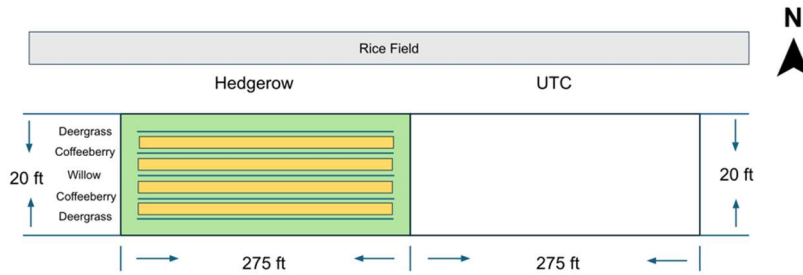 N
Rice Field
Hedgerow
UTC
Deergrass
Coffeeberry
Willow
Coffeeberry
Deergrass
20 ft
20 ft
275 ft
275 ft